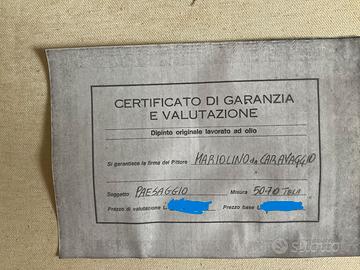 CERTIFICATO DI GARANZIA
E VALUTAZIONE
Dipinto originale lavorato ad olio
Si garantisce la firma del Pittore MARIOLINO da CARAVAGGIO
Soggetto PAESAGGIO Misura 50-70 TELA
Prezzo di valutazione L. Prezzo base L.
subito